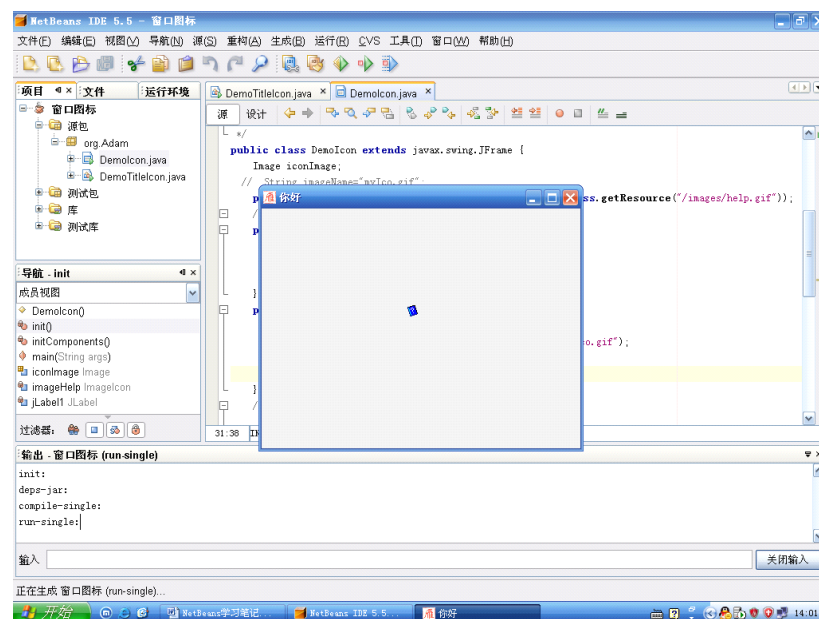 NetBeans IDE 5.5 - 窗口图标
文件(F) 编辑(E) 视图(V) 导航(N) 源(S) 重构(A) 生成(B) 运行(R) CVS 工具(T) 窗口(W) 帮助(H)
项目 文件 运行环境
DemoTitleIcon.java DemoIcon.java
源 设计
窗口图标
源包
org.Adam
DemoIcon.java
DemoTitleIcon.java
测试包
库
测试库
*/
public class DemoIcon extends javax.swing.JFrame {
Image iconImage;
// String imageName="myIco.gif";
ss.getResource("/images/help.gif"));
你好
co.gif");
31:38
导航 - init
成员视图
DemoIcon()
init()
initComponents()
main(String args)
iconImage Image
imageHelp ImageIcon
jLabel1 JLabel
过滤器:
输出 - 窗口图标 (run-single)
init:
deps-jar:
compile-single:
run-single:
输入 关闭输入
正在生成 窗口图标 (run-single)...
开始 NetBeans学习笔记... NetBeans IDE 5.5... 你好 14:01